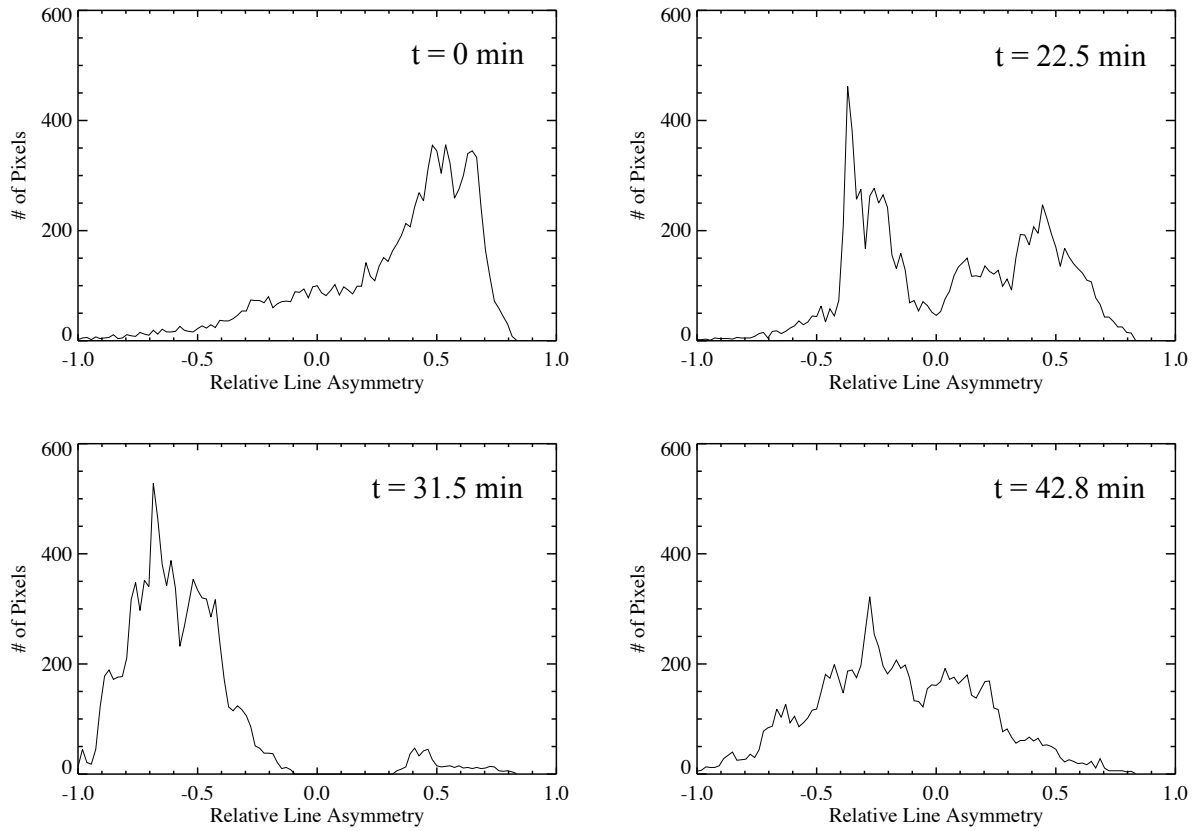 600
400
200
0
# of Pixels
t = 0 min
-1.0 -0.5 0.0 0.5 1.0
Relative Line Asymmetry
600
400
200
0
# of Pixels
t = 22.5 min
-1.0 -0.5 0.0 0.5 1.0
Relative Line Asymmetry
600
400
200
0
# of Pixels
t = 31.5 min
-1.0 -0.5 0.0 0.5 1.0
Relative Line Asymmetry
600
400
200
0
# of Pixels
t = 42.8 min
-1.0 -0.5 0.0 0.5 1.0
Relative Line Asymmetry